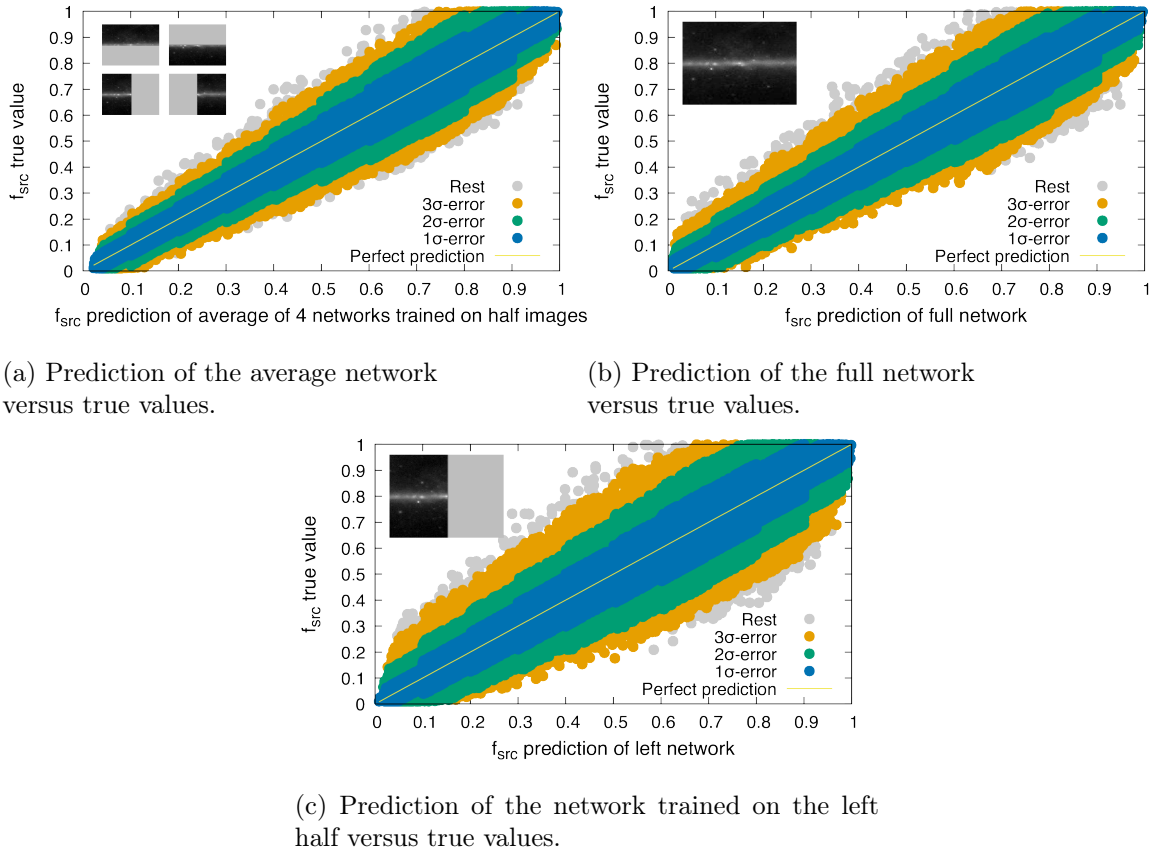 1
0.9
0.8
0.7
0.6
0.5
0.4
0.3
0.2
0.1
0
f_src true value
Rest
3σ-error
2σ-error
1σ-error
Perfect prediction
0 0.1 0.2 0.3 0.4 0.5 0.6 0.7 0.8 0.9 1
f_src prediction of average of 4 networks trained on half images
(a) Prediction of the average network
versus true values.
1
0.9
0.8
0.7
0.6
0.5
0.4
0.3
0.2
0.1
0
f_src true value
Rest
3σ-error
2σ-error
1σ-error
Perfect prediction
0 0.1 0.2 0.3 0.4 0.5 0.6 0.7 0.8 0.9 1
f_src prediction of full network
(b) Prediction of the full network
versus true values.
1
0.9
0.8
0.7
0.6
0.5
0.4
0.3
0.2
0.1
0
f_src true value
Rest
3σ-error
2σ-error
1σ-error
Perfect prediction
0 0.1 0.2 0.3 0.4 0.5 0.6 0.7 0.8 0.9 1
f_src prediction of left network
(c) Prediction of the network trained on the left
half versus true values.